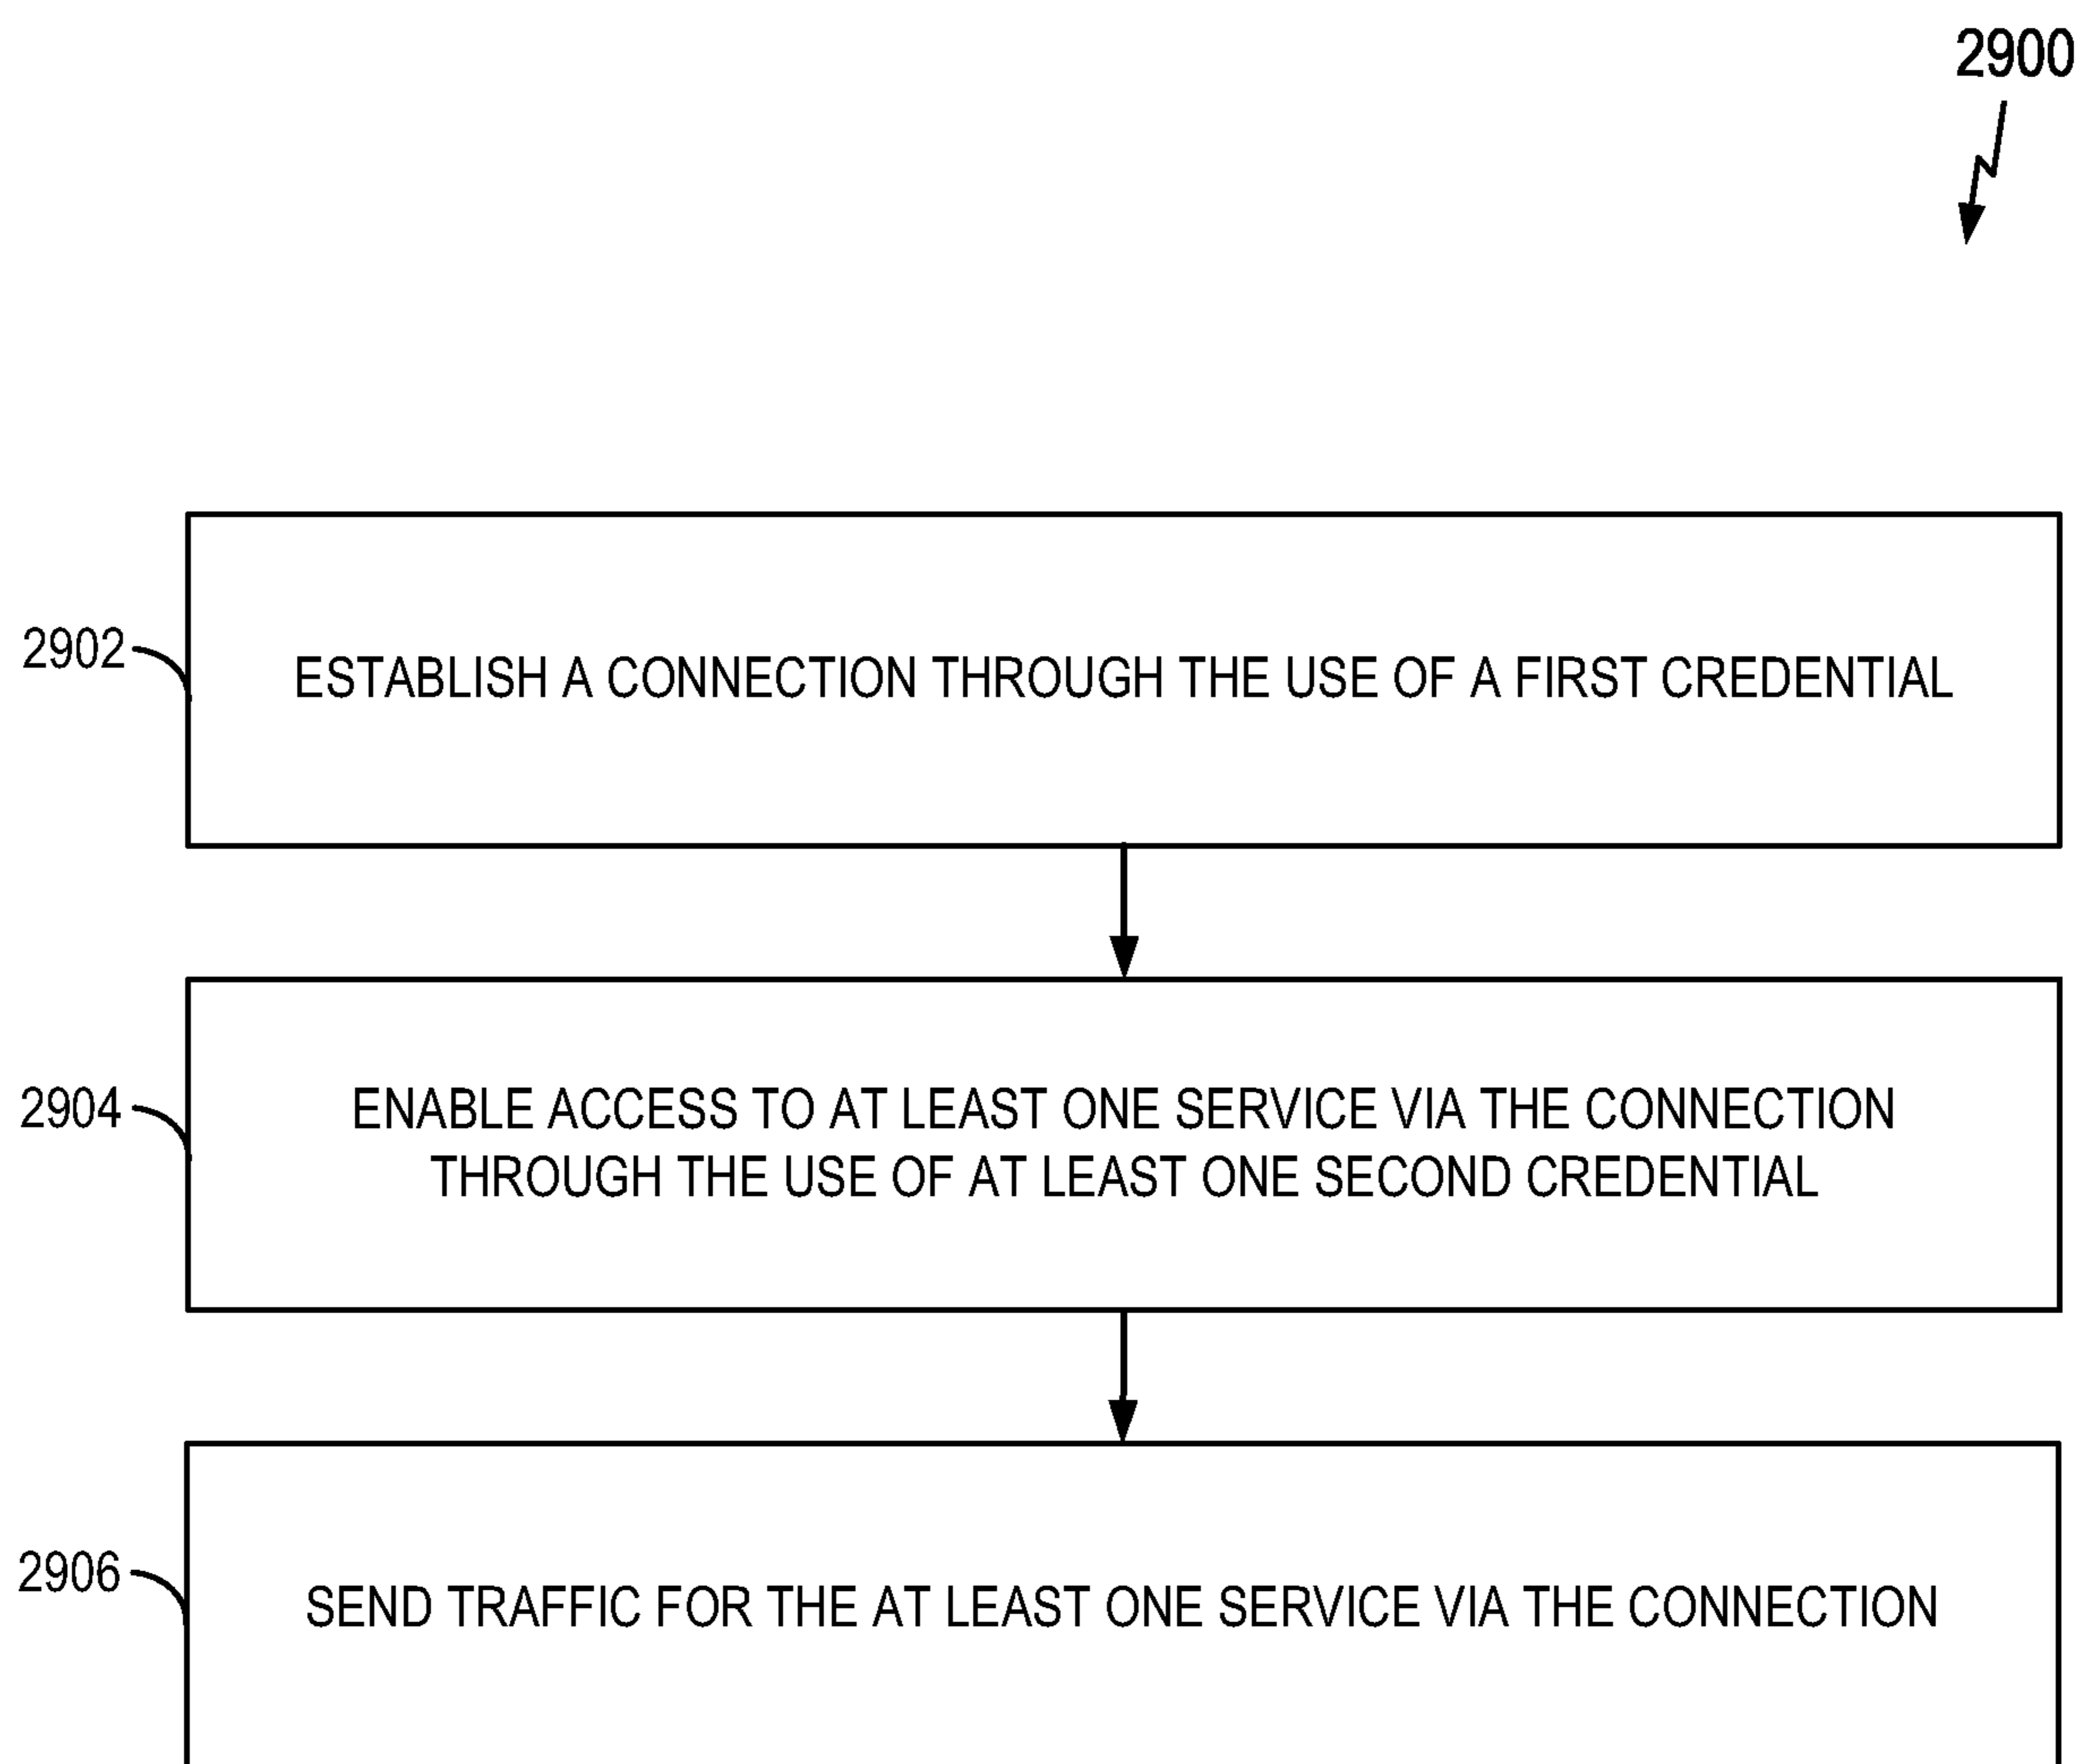 2900
2902
ESTABLISH A CONNECTION THROUGH THE USE OF A FIRST CREDENTIAL
2904
ENABLE ACCESS TO AT LEAST ONE SERVICE VIA THE CONNECTION
THROUGH THE USE OF AT LEAST ONE SECOND CREDENTIAL
2906
SEND TRAFFIC FOR THE AT LEAST ONE SERVICE VIA THE CONNECTION